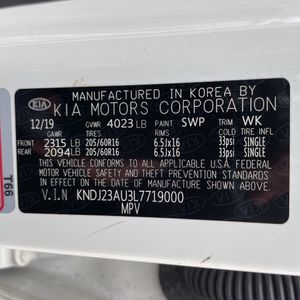 MANUFACTURED IN KOREA BY
KIA KIA MOTORS CORPORATION
12/19 GVWR 4023 LB PAINT SWP TRIM WK
GAWR TIRES RIMS COLD TIRE INFL
FRONT 2315 LB 205/60R16 6.5Jx16 33psi SINGLE
REAR 2094 LB 205/60R16 6.5Jx16 33psi SINGLE
THIS VEHICLE CONFORMS TO ALL APPLICABLE U.S.A. FEDERAL
MOTOR VEHICLE SAFETY, BUMPER, AND THEFT PREVENTION
STANDARDS IN EFFECT ON THE DATE OF MANUFACTURE SHOWN ABOVE.
V.I.N KNDJ23AU3L7719000
MPV
T66